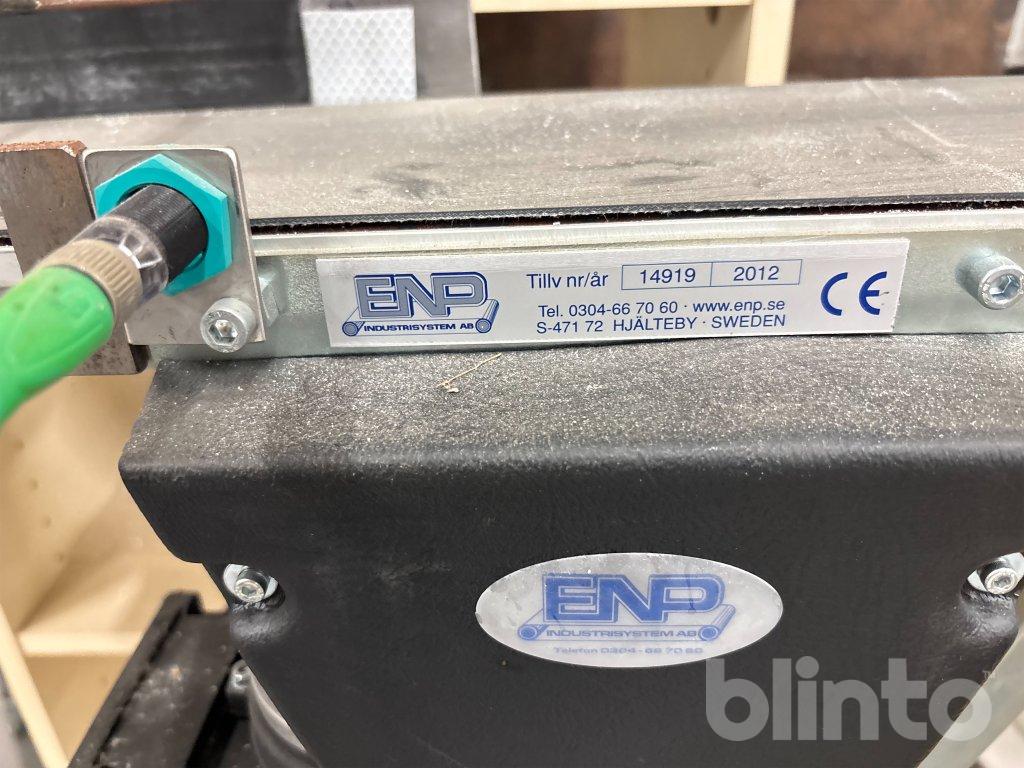 ENP
INDUSTRISYSTEM AB
Tillv nr/år 14919 2012
Tel. 0304-66 70 60 · www.enp.se
S-471 72 HJÄLTEBY · SWEDEN
CE
ENP
INDUSTRISYSTEM AB
Telefon 0304-66 70 60
blinto